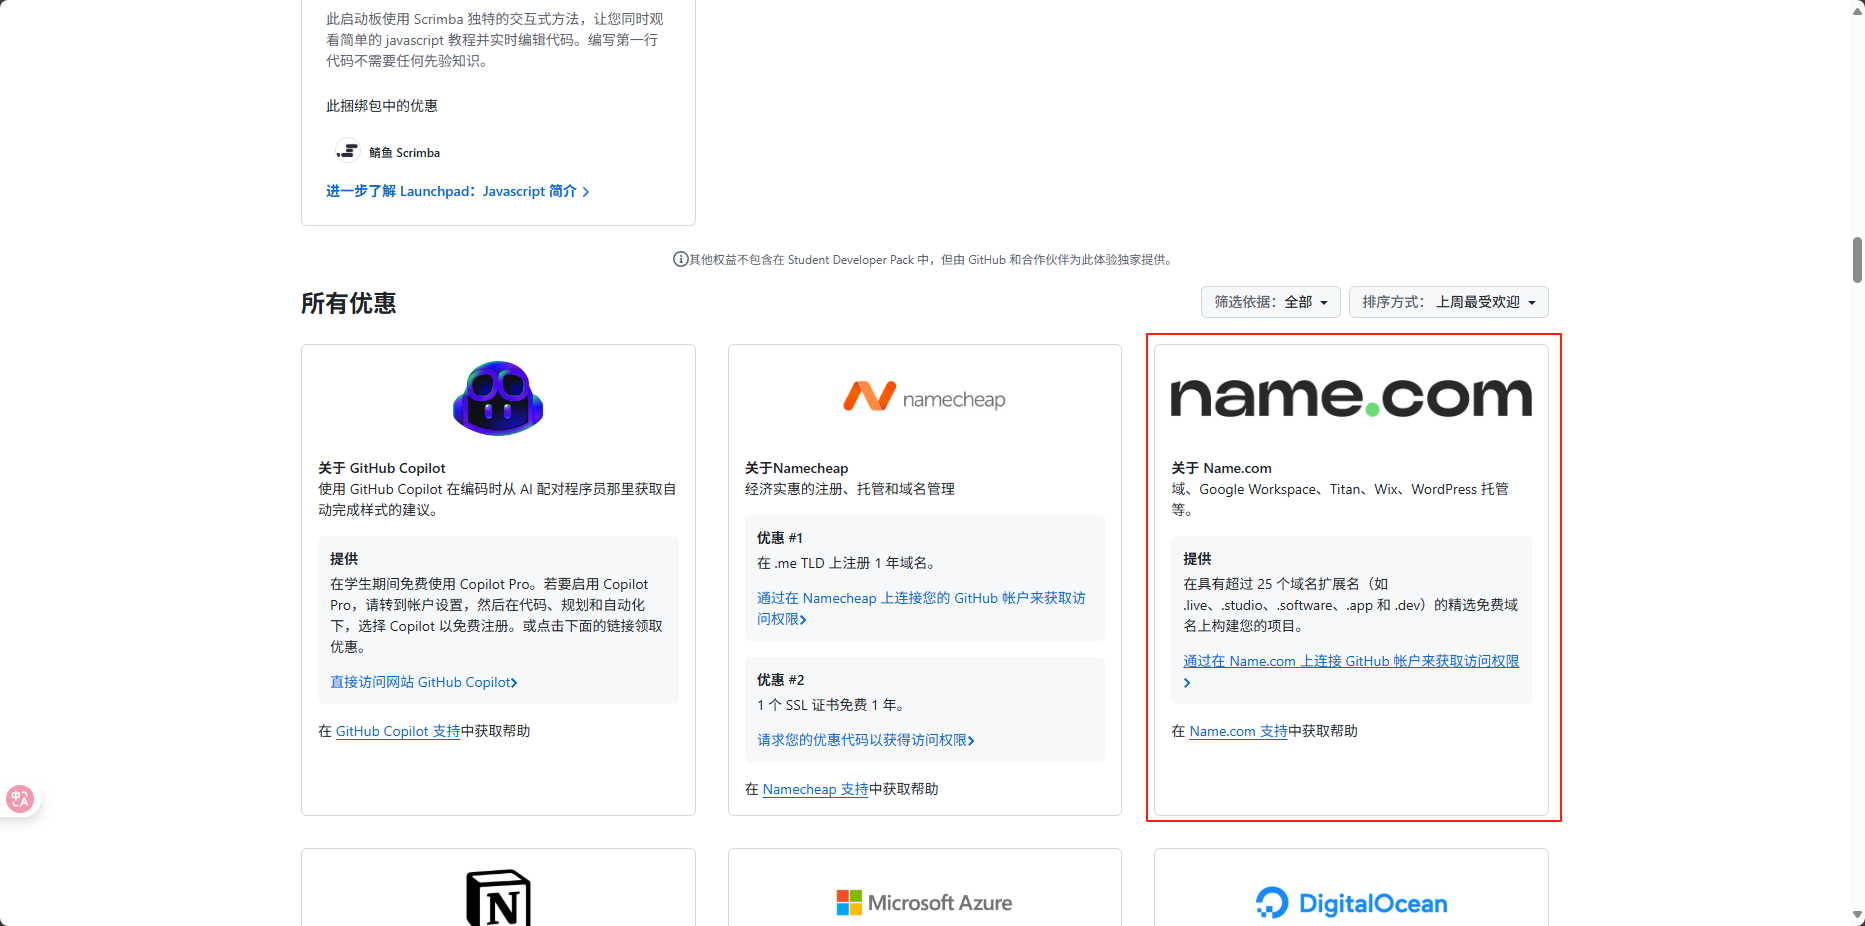 此启动板使用 Scrimba 独特的交互式方法，让您同时观
看简单的 javascript 教程并实时编辑代码。编写第一行
代码不需要任何先验知识。
此捆绑包中的优惠
鲭鱼 Scrimba
进一步了解 Launchpad：Javascript 简介
其他权益不包含在 Student Developer Pack 中，但由 GitHub 和合作伙伴为此体验独家提供。
所有优惠
筛选依据：全部
排序方式： 上周最受欢迎
关于 GitHub Copilot
使用 GitHub Copilot 在编码时从 AI 配对程序员那里获取自
动完成样式的建议。
提供
在学生期间免费使用 Copilot Pro。若要启用 Copilot
Pro，请转到帐户设置，然后在代码、规划和自动化
下，选择 Copilot 以免费注册。或点击下面的链接领取
优惠。
直接访问网站 GitHub Copilot
在 GitHub Copilot 支持中获取帮助
namecheap
关于Namecheap
经济实惠的注册、托管和域名管理
优惠 #1
在 .me TLD 上注册 1 年域名。
通过在 Namecheap 上连接您的 GitHub 帐户来获取访
问权限
优惠 #2
1 个 SSL 证书免费 1 年。
请求您的优惠代码以获得访问权限
在 Namecheap 支持中获取帮助
name.com
关于 Name.com
域、Google Workspace、Titan、Wix、WordPress 托管
等。
提供
在具有超过 25 个域名扩展名（如
.live、.studio、.software、.app 和 .dev）的精选免费域
名上构建您的项目。
通过在 Name.com 上连接 GitHub 帐户来获取访问权限
在 Name.com 支持中获取帮助
中
A
N
Microsoft Azure
DigitalOcean